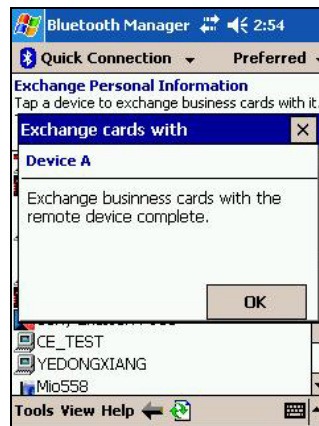 Bluetooth Manager 2:54
Quick Connection Preferred
Exchange Personal Information
Tap a device to exchange business cards with it.
Exchange cards with
Device A
Exchange businness cards with the
remote device complete.
OK
CE_TEST
YEDONGXIANG
Mio558
Tools View Help